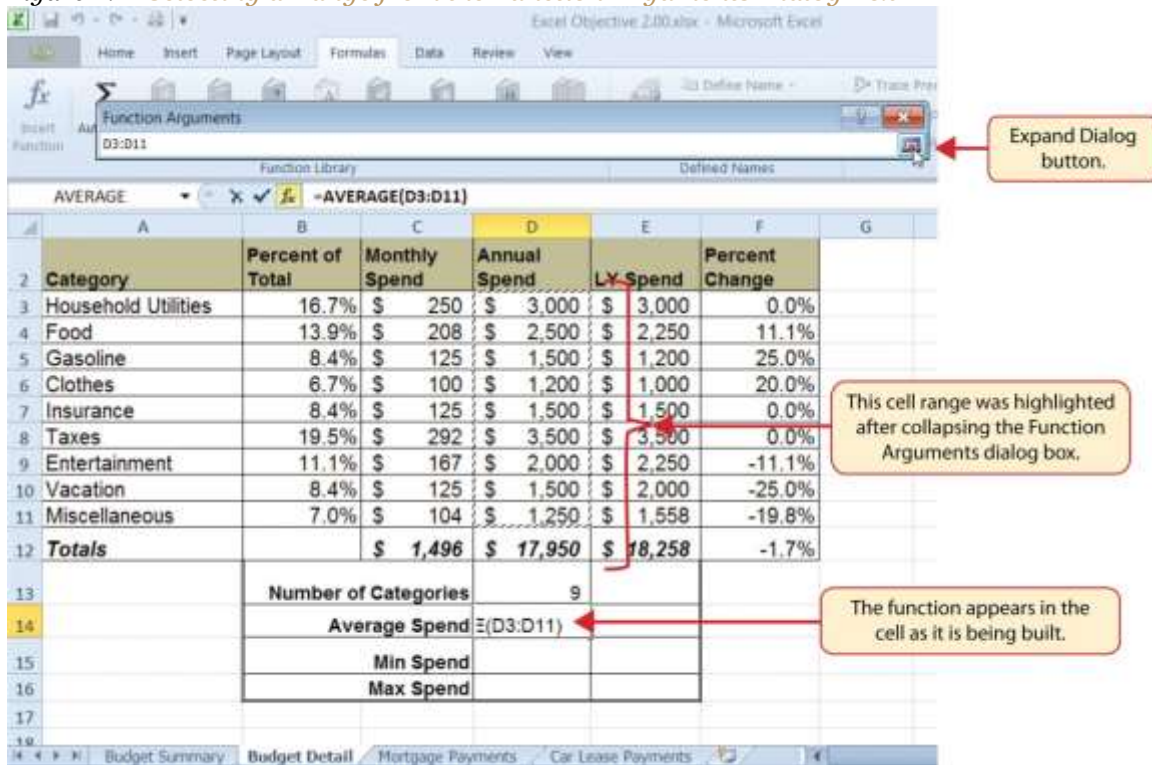 Excel Objective 2.00.xlsx - Microsoft Excel
Home Insert Page Layout Formulas Data Review View
fx Σ Define Name Trace
Insert Function
Function Arguments
D3:D11
Expand Dialog button.
Function Library Defined Names
AVERAGE fx =AVERAGE(D3:D11)
A B C D E F G
2 Category Percent of Total Monthly Spend Annual Spend LY Spend Percent Change
3 Household Utilities 16.7% $ 250 $ 3,000 $ 3,000 0.0%
4 Food 13.9% $ 208 $ 2,500 $ 2,250 11.1%
5 Gasoline 8.4% $ 125 $ 1,500 $ 1,200 25.0%
6 Clothes 6.7% $ 100 $ 1,200 $ 1,000 20.0%
7 Insurance 8.4% $ 125 $ 1,500 $ 1,500 0.0%
8 Taxes 19.5% $ 292 $ 3,500 $ 3,500 0.0%
9 Entertainment 11.1% $ 167 $ 2,000 $ 2,250 -11.1%
10 Vacation 8.4% $ 125 $ 1,500 $ 2,000 -25.0%
11 Miscellaneous 7.0% $ 104 $ 1,250 $ 1,558 -19.8%
12 Totals $ 1,496 $ 17,950 $ 18,258 -1.7%
This cell range was highlighted
after collapsing the Function
Arguments dialog box.
13 Number of Categories 9
14 Average Spend (D3:D11)
The function appears in the
cell as it is being built.
15 Min Spend
16 Max Spend
17
18
Budget Summary Budget Detail Mortgage Payments Car Lease Payments